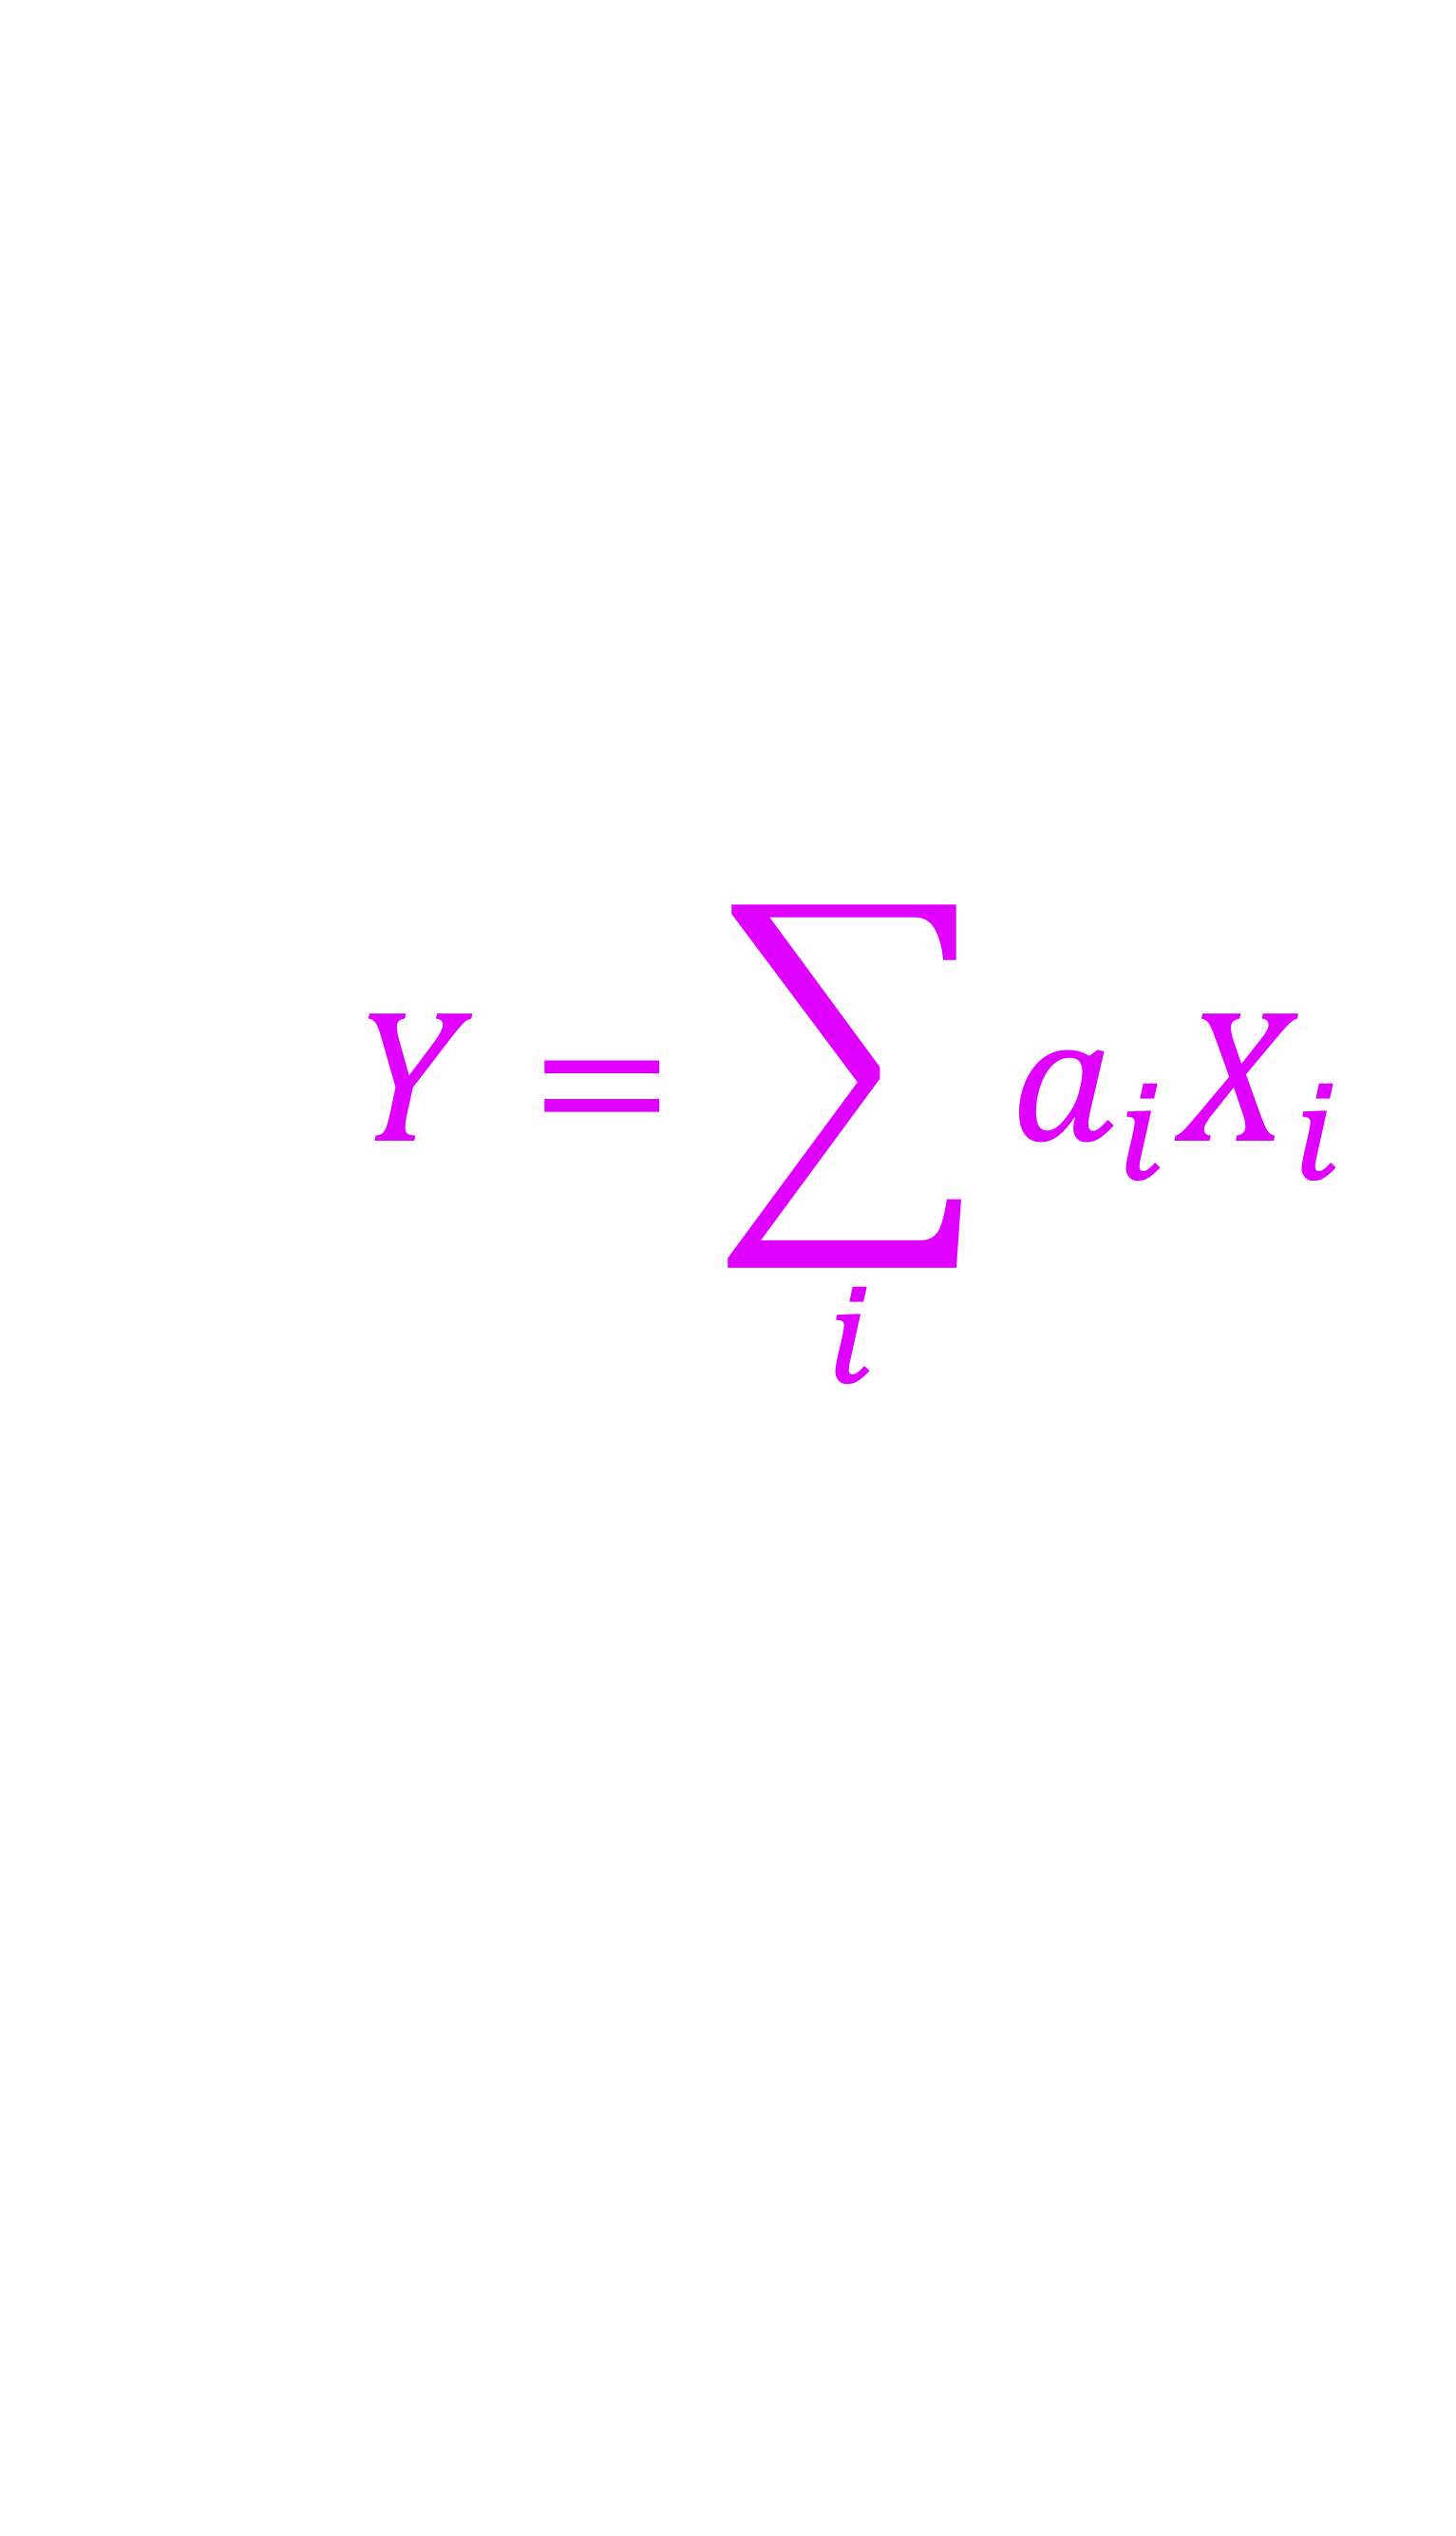 Y = ∑_i a_i X_i